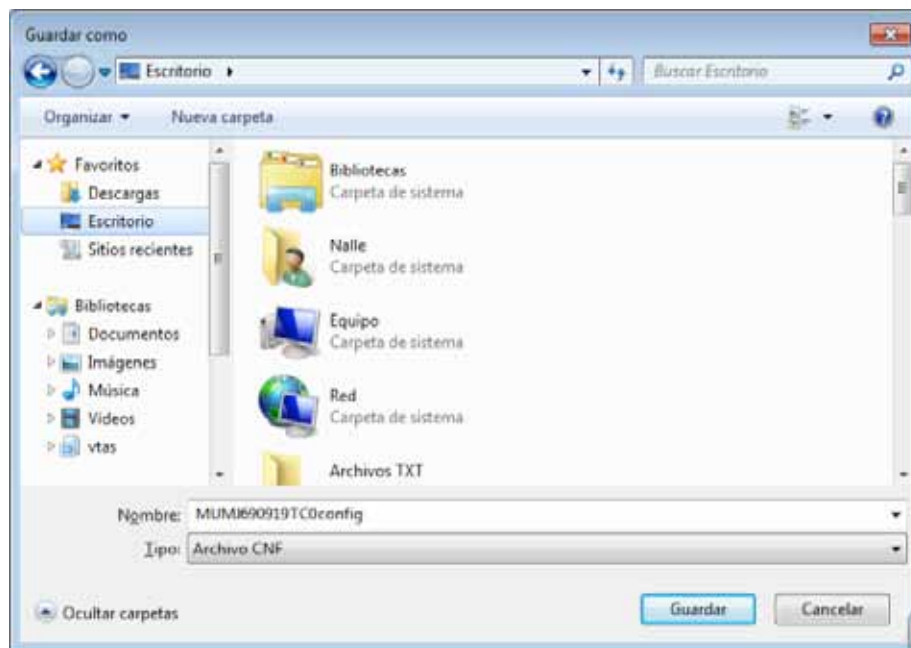 Guardar como
Escritorio
Buscar Escritorio
Organizar
Nueva carpeta
Favoritos
Descargas
Escritorio
Sitios recientes
Bibliotecas
Documentos
Imágenes
Música
Videos
vtas
Bibliotecas
Carpeta de sistema
Nalle
Carpeta de sistema
Equipo
Carpeta de sistema
Red
Carpeta de sistema
Archivos TXT
Nombre: MUMJ690919TC0config
Tipo: Archivo CNF
Ocultar carpetas
Guardar
Cancelar